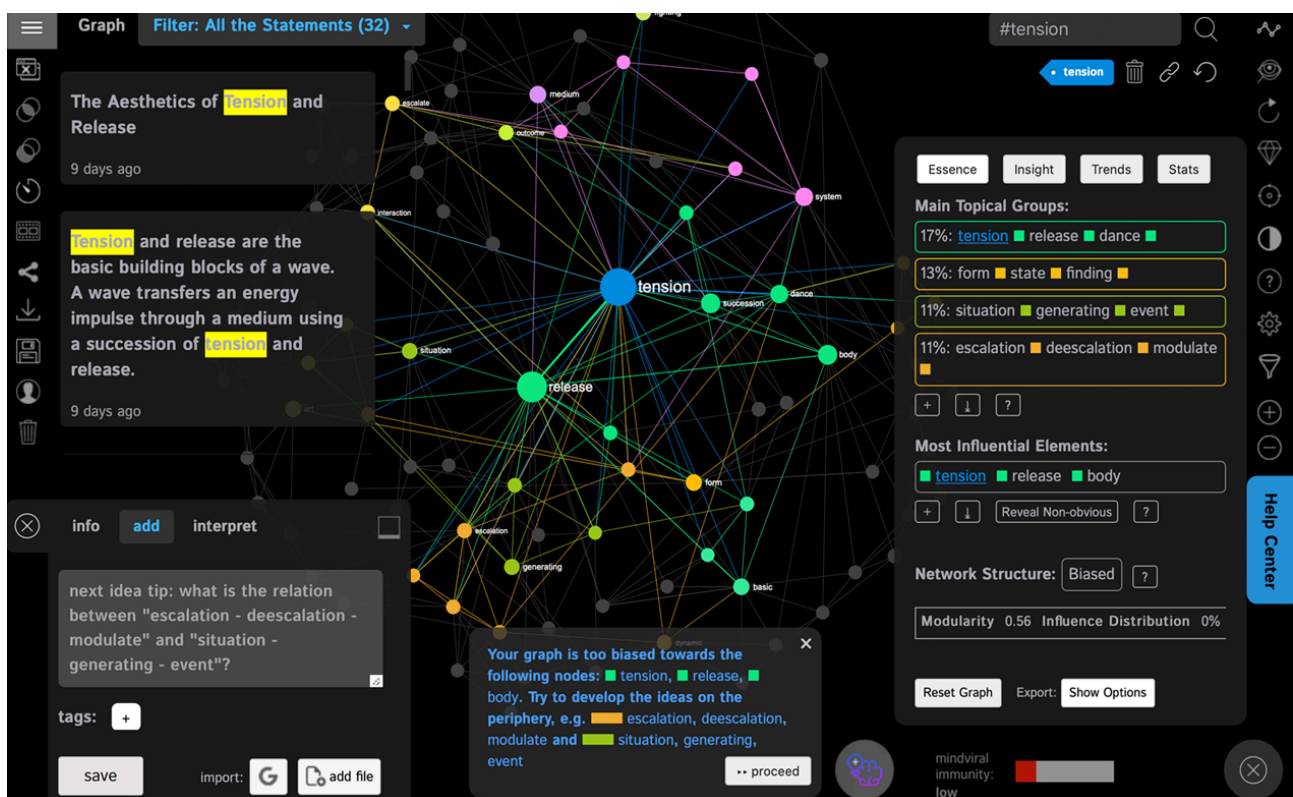 Graph
Filter: All the Statements (32)
#tension
tension
The Aesthetics of Tension and
Release
9 days ago
Tension and release are the
basic building blocks of a wave.
A wave transfers an energy
impulse through a medium using
a succession of tension and
release.
9 days ago
escalate
medium
outcome
interaction
system
tension
succession
dance
situation
body
release
form
escalation
generating
basic
dynamic
Essence
Insight
Trends
Stats
Main Topical Groups:
17%: tension release dance
13%: form state finding
11%: situation generating event
11%: escalation deescalation modulate
+
?
Most Influential Elements:
tension release body
+
Reveal Non-obvious
?
Network Structure: Biased ?
Modularity 0.56 Influence Distribution 0%
Reset Graph
Export:
Show Options
Help Center
info
add
interpret
next idea tip: what is the relation
between "escalation - deescalation -
modulate" and "situation -
generating - event"?
tags: +
save
import:
G
add file
Your graph is too biased towards the
following nodes: tension, release,
body. Try to develop the ideas on the
periphery, e.g. escalation, deescalation,
modulate and situation, generating,
event
proceed
mindviral
immunity:
low